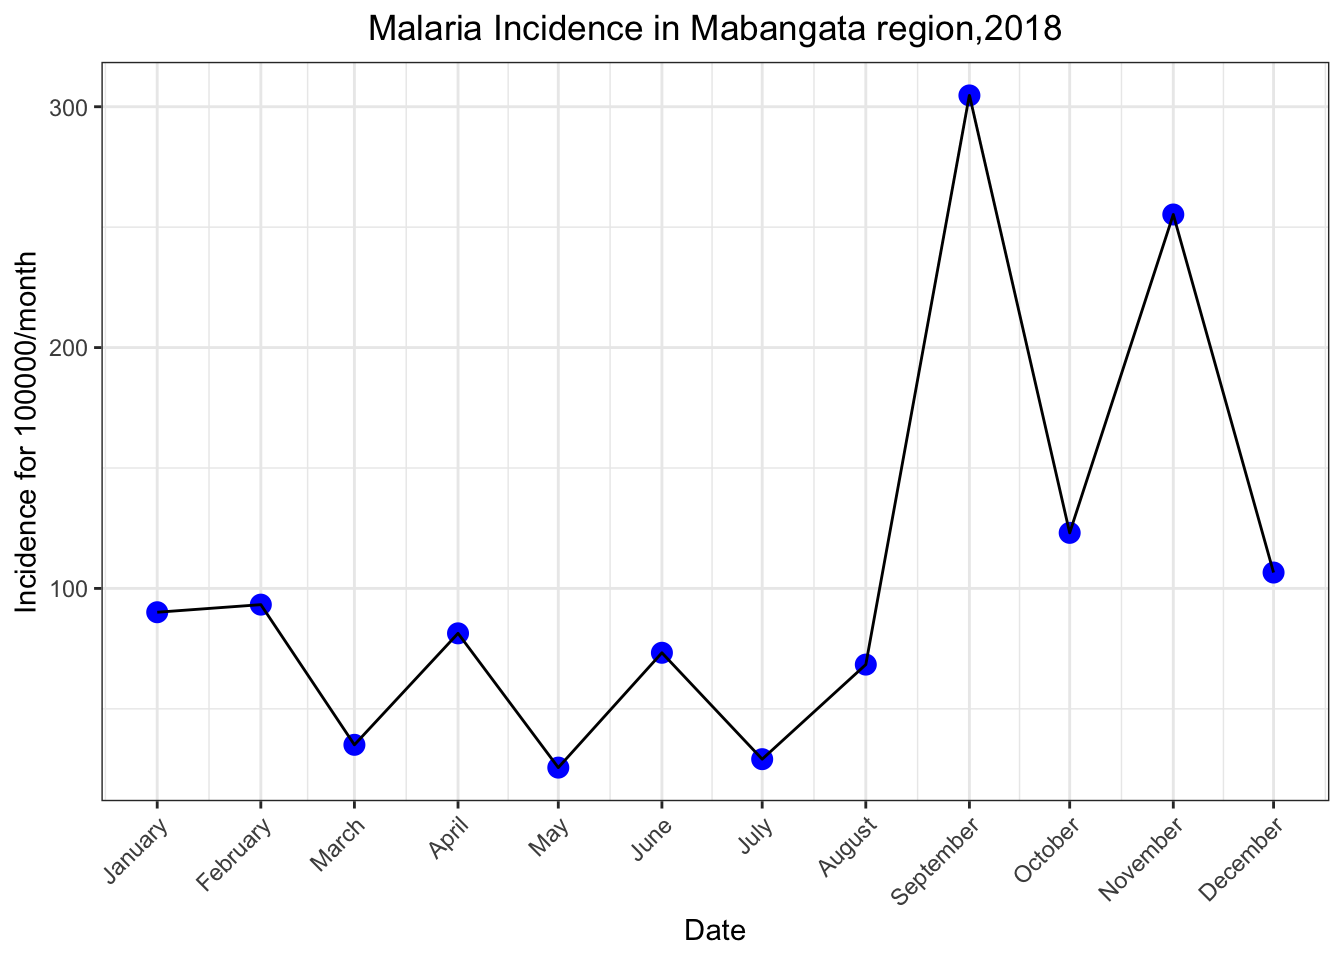 Malaria Incidence in Mabangata region,2018
Incidence for 100000/month
300
200
100
January
February
March
April
May
June
July
August
September
October
November
December
Date